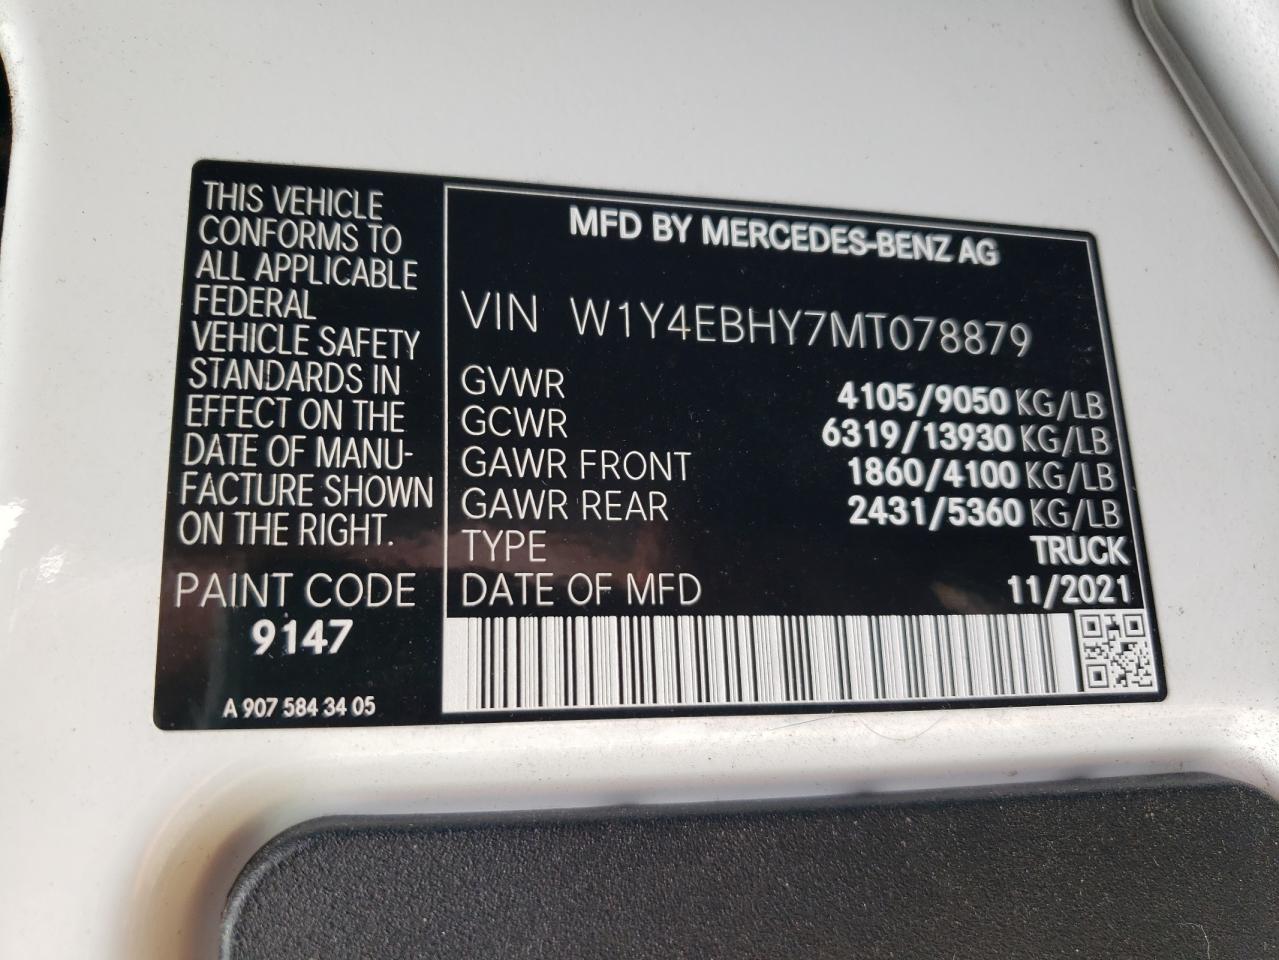 THIS VEHICLE
CONFORMS TO
ALL APPLICABLE
FEDERAL
VEHICLE SAFETY
STANDARDS IN
EFFECT ON THE
DATE OF MANU-
FACTURE SHOWN
ON THE RIGHT.
PAINT CODE
9147
A 907 584 34 05
MFD BY MERCEDES-BENZ AG
VIN W1Y4EBHY7MT078879
GVWR 4105/9050 KG/LB
GCWR 6319/13930 KG/LB
GAWR FRONT 1860/4100 KG/LB
GAWR REAR 2431/5360 KG/LB
TYPE TRUCK
DATE OF MFD 11/2021